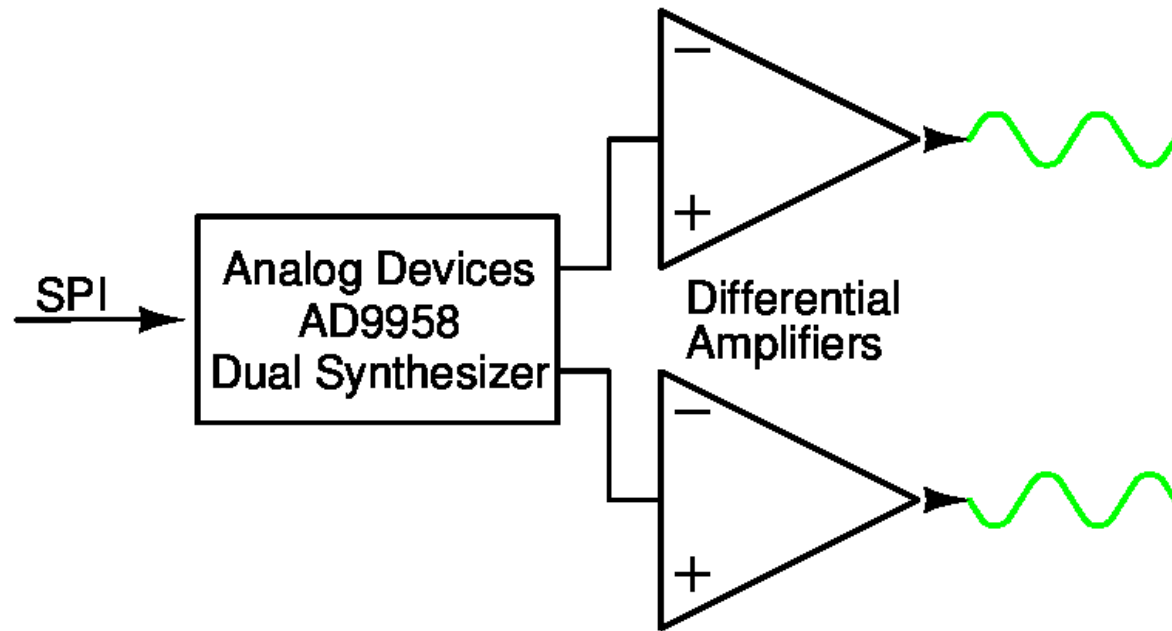 −
+
SPI
Analog Devices
AD9958
Dual Synthesizer
Differential
Amplifiers
−
+